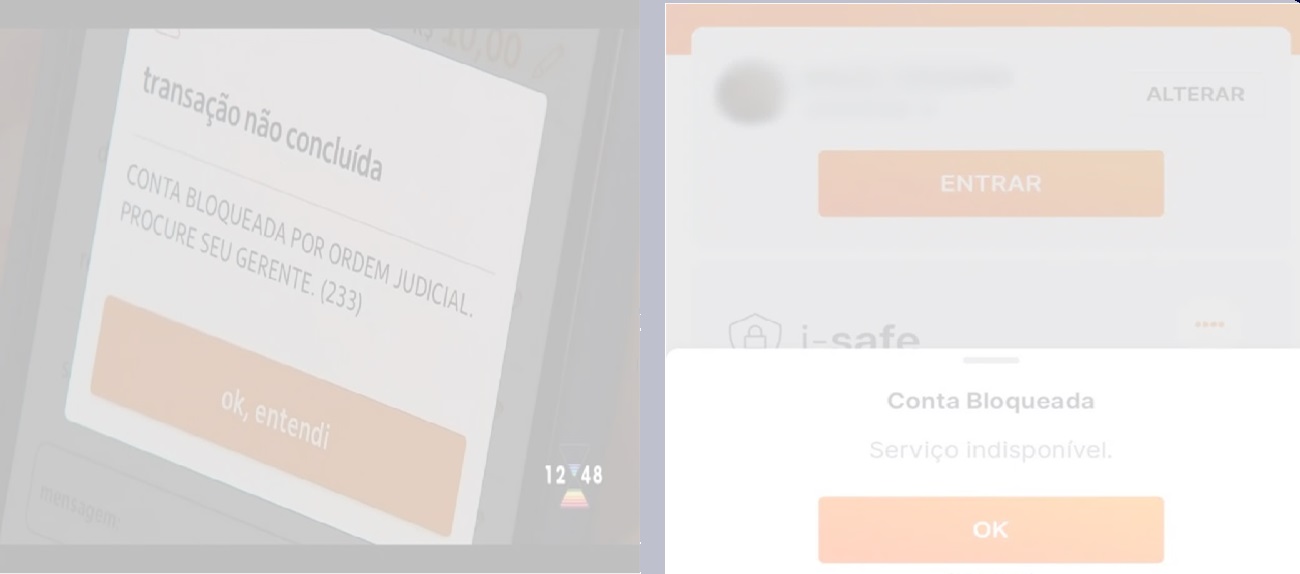 R$ 10,00
transação não concluída
CONTA BLOQUEADA POR ORDEM JUDICIAL.
PROCURE SEU GERENTE. (233)
ok, entendi
mensagem
12 48
ALTERAR
ENTRAR
i-safe
Conta Bloqueada
Serviço indisponível.
OK